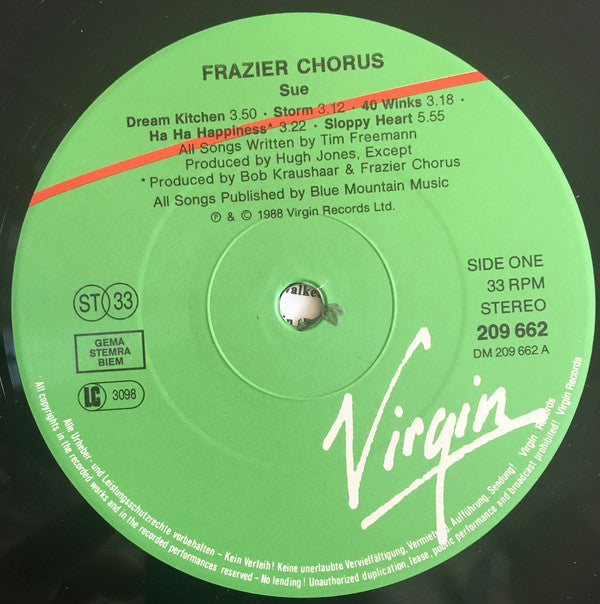 FRAZIER CHORUS
Sue
Dream Kitchen 3.50 · Storm 3.12 · 40 Winks 3.18 ·
Ha Ha Happiness* 3.22 · Sloppy Heart 5.55
All Songs Written by Tim Freemann
Produced by Hugh Jones, Except
* Produced by Bob Kraushaar & Frazier Chorus
All Songs Published by Blue Mountain Music
℗ & © 1988 Virgin Records Ltd.
ST 33
GEMA
STEMRA
BIEM
LC 3098
SIDE ONE
33 RPM
STEREO
209 662
DM 209 662 A
Virgin
Alle Urheber- und Leistungsschutzrechte vorbehalten - Kein Verleih! Keine unerlaubte Vervielfältigung, Vermietung, Aufführung, Sendung! Virgin Records
All copyrights in the recorded works and in the recorded performances reserved - No lending! Unauthorized duplication, lease, public performance and broadcast prohibited! Virgin Records